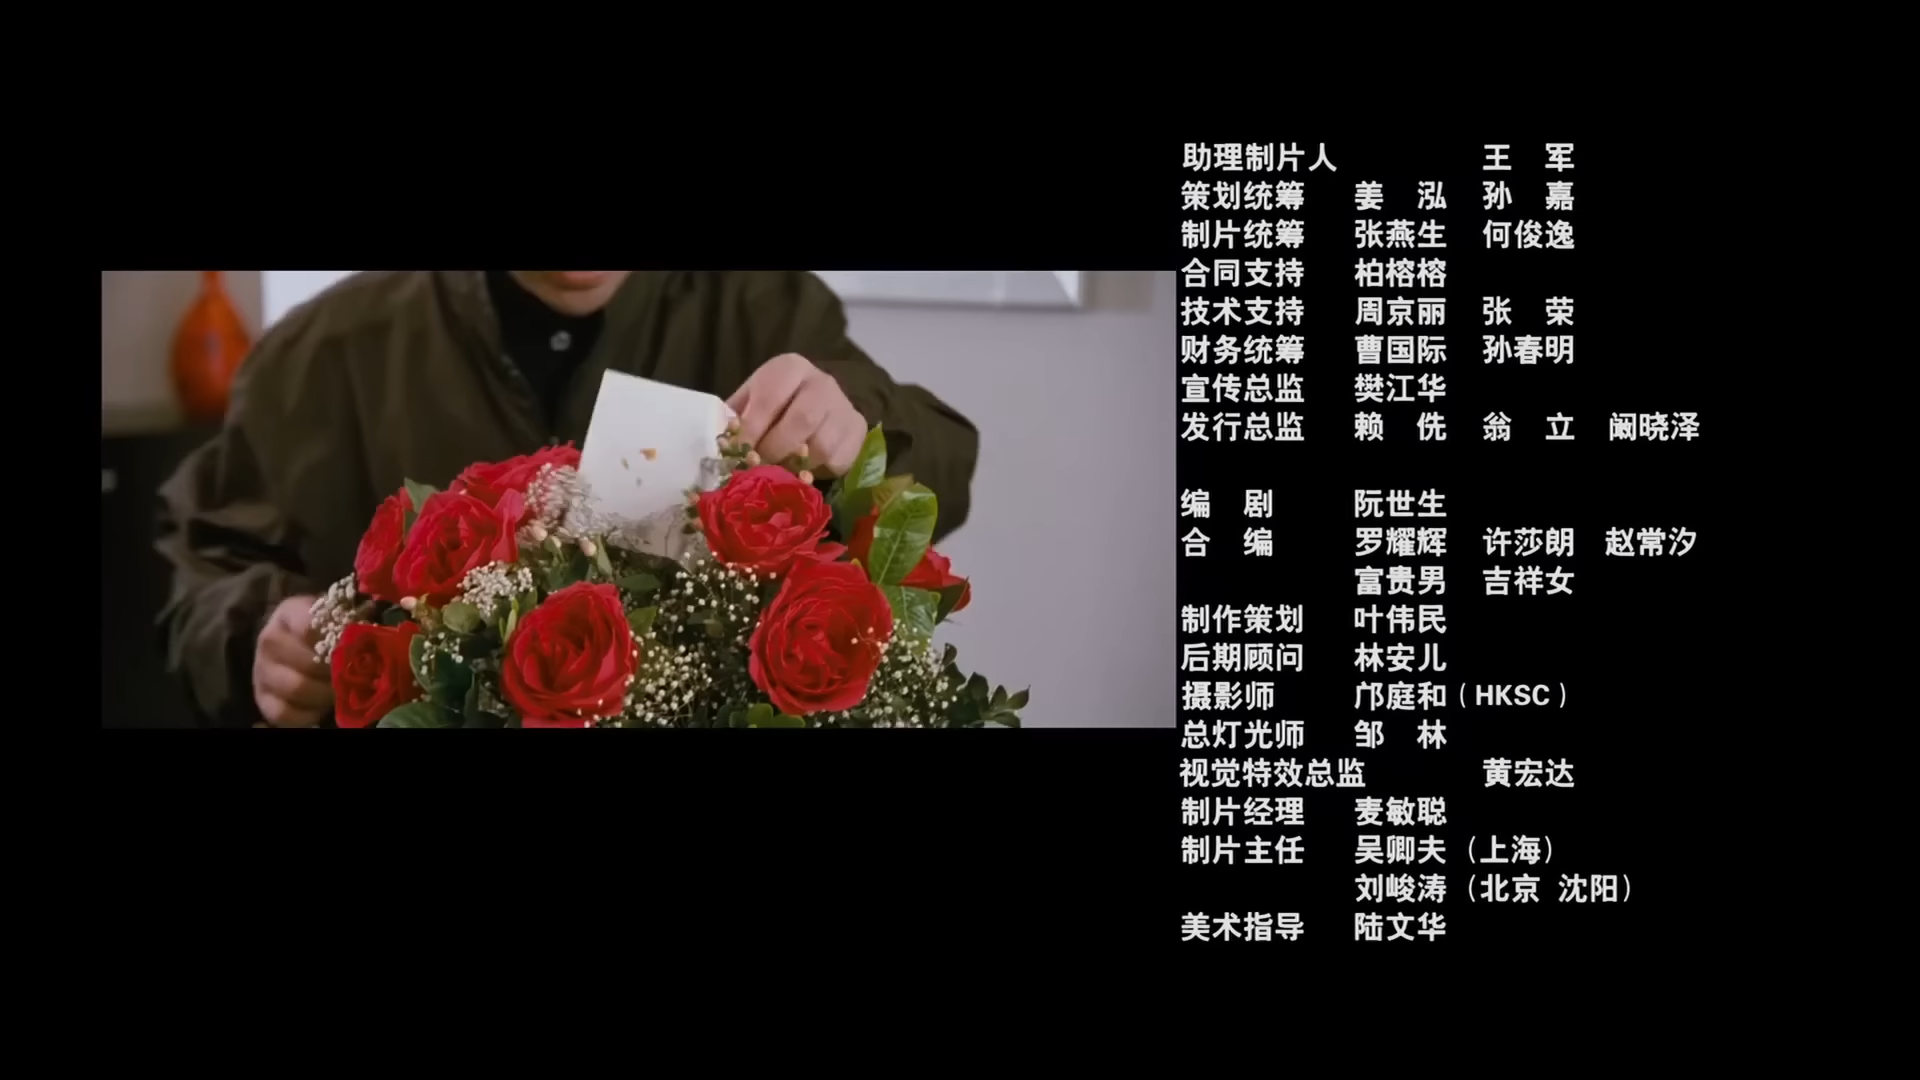 助理制片人 王 军
策划统筹 姜 泓 孙 嘉
制片统筹 张燕生 何俊逸
合同支持 柏榕榕
技术支持 周京丽 张 荣
财务统筹 曹国际 孙春明
宣传总监 樊江华
发行总监 赖 侁 翁 立 阚晓泽
编 剧 阮世生
合 编 罗耀辉 许莎朗 赵常汐
富贵男 吉祥女
制作策划 叶伟民
后期顾问 林安儿
摄影师 邝庭和(HKSC)
总灯光师 邹 林
视觉特效总监 黄宏达
制片经理 麦敏聪
制片主任 吴卿夫(上海)
刘峻涛(北京 沈阳)
美术指导 陆文华